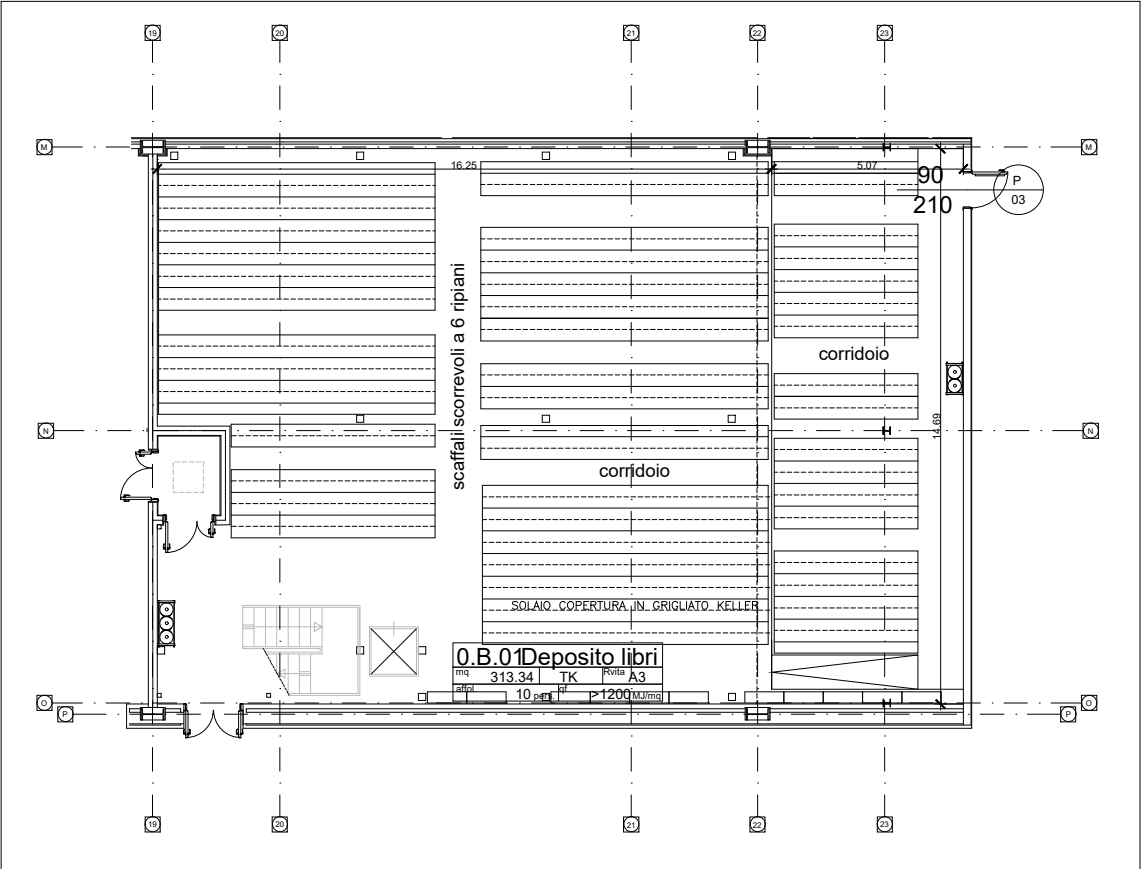 19 20 21 22 23
M M
16.25 5.07
90
210
P
03
scaffali scorrevoli a 6 ripiani
corridoio
14.69
N N
corridoio
SOLAIO COPERTURA IN GRIGLIATO KELLER
0.B.01 Deposito libri
mq 313.34 TK Rvita A3
affol 10 pers. qf >1200 MJ/mq
O O
P P
19 20 21 22 23